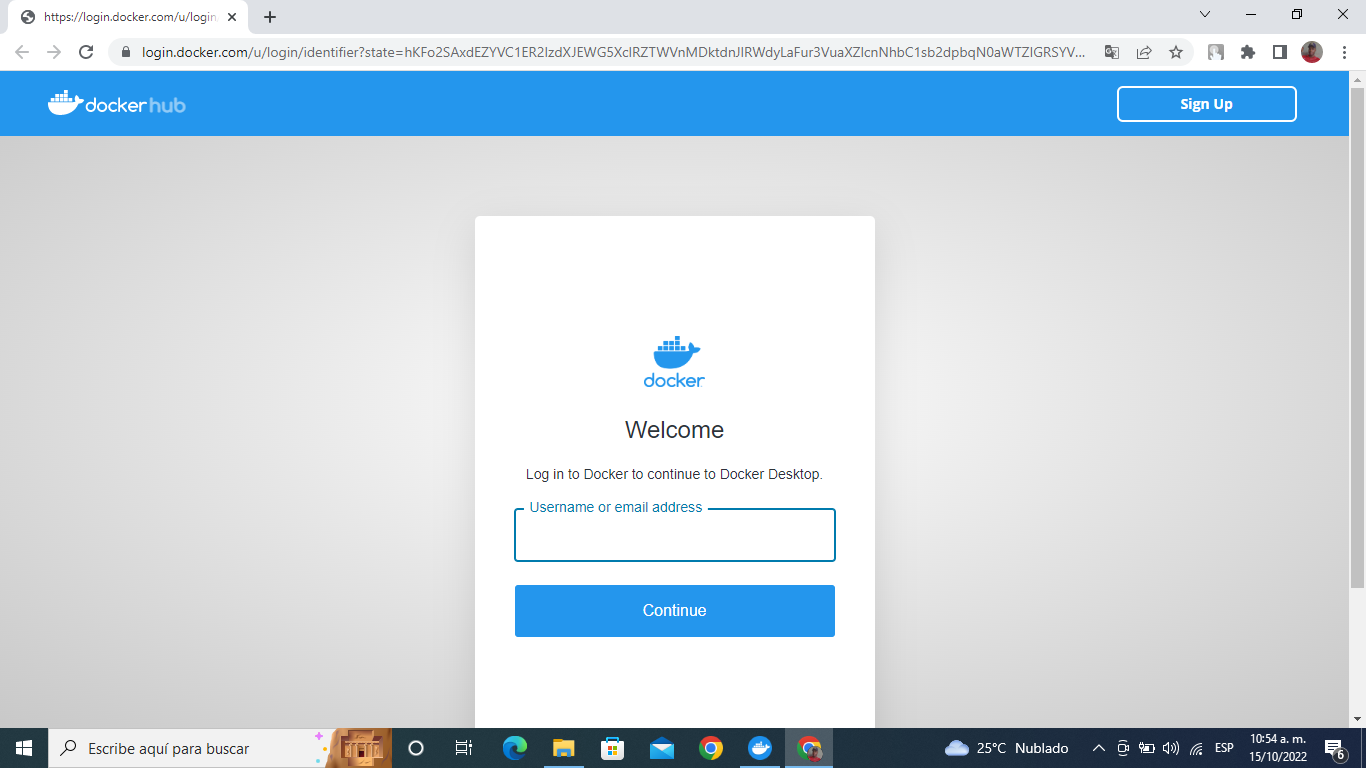 https://login.docker.com/u/login
login.docker.com/u/login/identifier?state=
docker hub
Sign Up
docker
Welcome
Log in to Docker to continue to Docker Desktop.
Username or email address
Continue
Escribe aquí para buscar
25°C Nublado
ESP
10:54 a. m.
15/10/2022
6